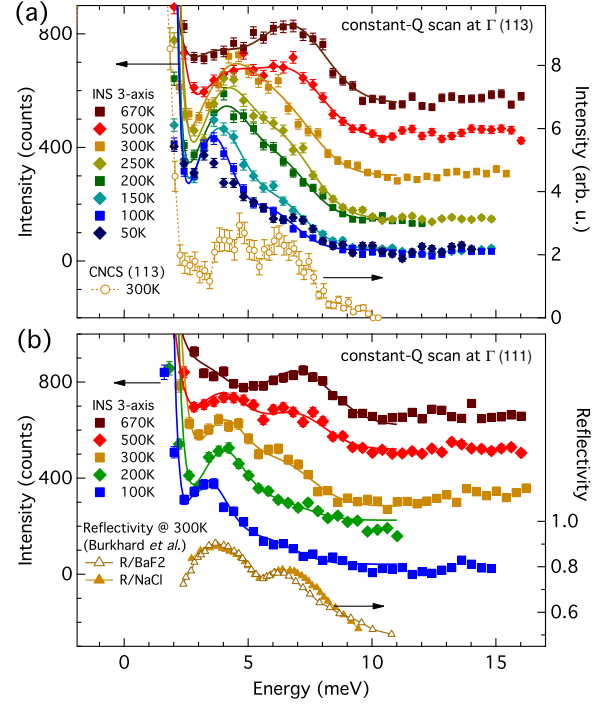 (a)
constant-Q scan at Γ (113)
800
400
0
Intensity (counts)
INS 3-axis
670K
500K
300K
250K
200K
150K
100K
50K
CNCS (113)
300K
8
6
4
2
0
Intensity (arb. u.)
(b)
constant-Q scan at Γ (111)
800
400
0
Intensity (counts)
INS 3-axis
670K
500K
300K
200K
100K
Reflectivity @ 300K
(Burkhard et al.)
R/BaF2
R/NaCl
1.0
0.8
0.6
Reflectivity
0
5
10
15
Energy (meV)